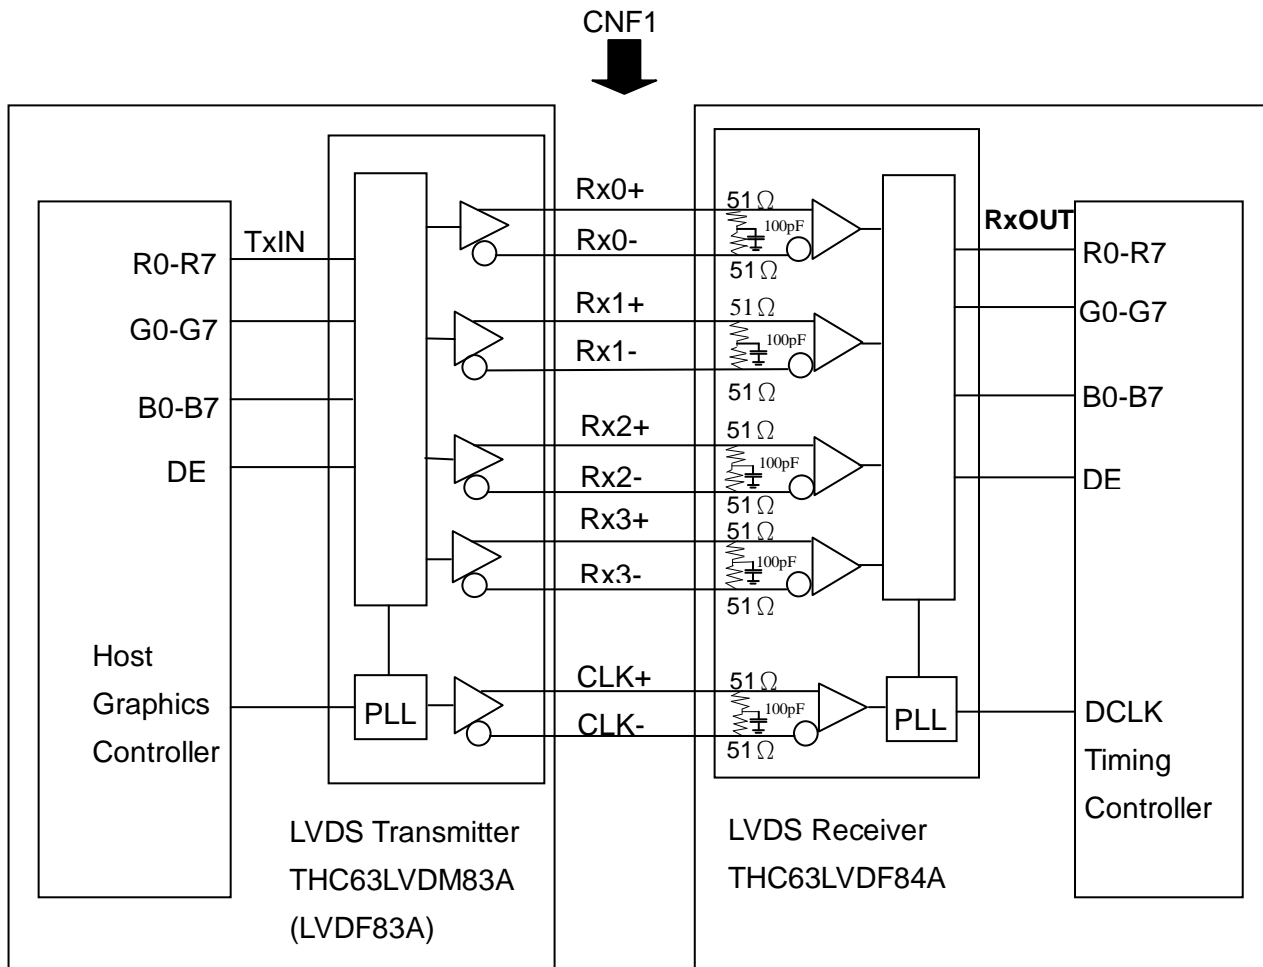 CNF1
TxIN
R0-R7
G0-G7
B0-B7
DE
Host
Graphics
Controller
PLL
LVDS Transmitter
THC63LVDM83A
(LVDF83A)
Rx0+
Rx0-
Rx1+
Rx1-
Rx2+
Rx2-
Rx3+
Rx3-
CLK+
CLK-
51Ω
100pF
51Ω
51Ω
100pF
51Ω
51Ω
100pF
51Ω
51Ω
100pF
51Ω
51Ω
100pF
51Ω
PLL
LVDS Receiver
THC63LVDF84A
RxOUT
R0-R7
G0-G7
B0-B7
DE
DCLK
Timing
Controller